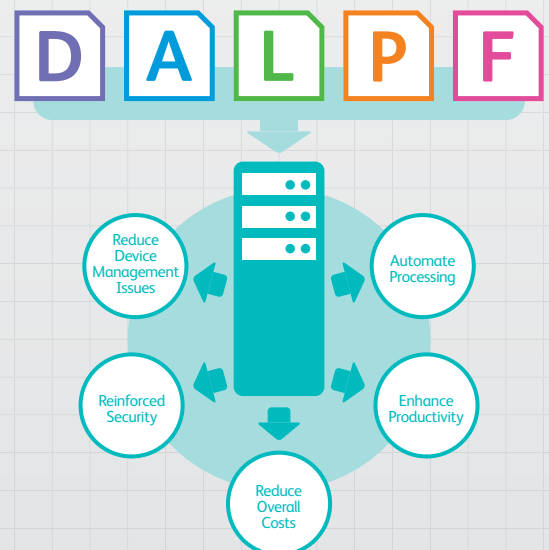 D A L P F
Reduce
Device
Management
Issues
Automate
Processing
Reinforced
Security
Enhance
Productivity
Reduce
Overall
Costs